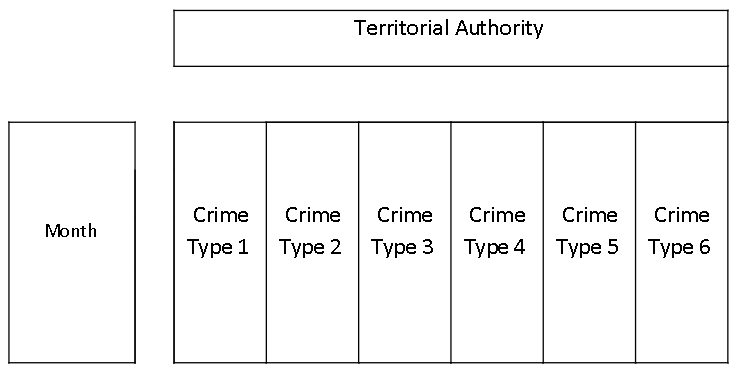 Territorial Authority
Month
Crime
Type 1
Crime
Type 2
Crime
Type 3
Crime
Type 4
Crime
Type 5
Crime
Type 6